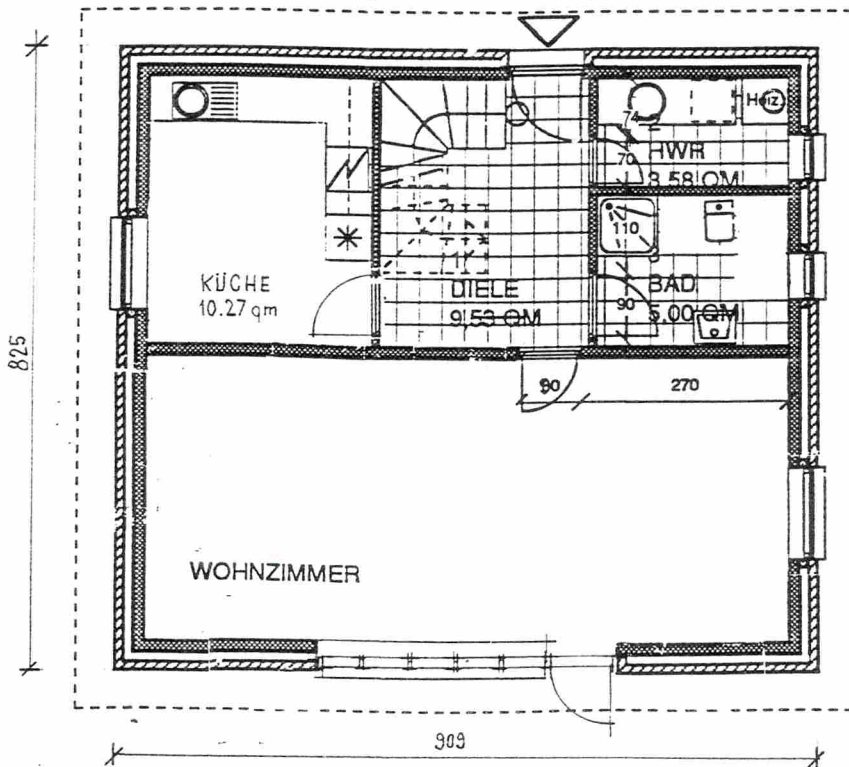 Heiz
74
70
HWR
3.58 QM
110
KÜCHE
10.27 qm
DIELE
9.53 QM
BAD
5.00 QM
90
825
90
270
WOHNZIMMER
909